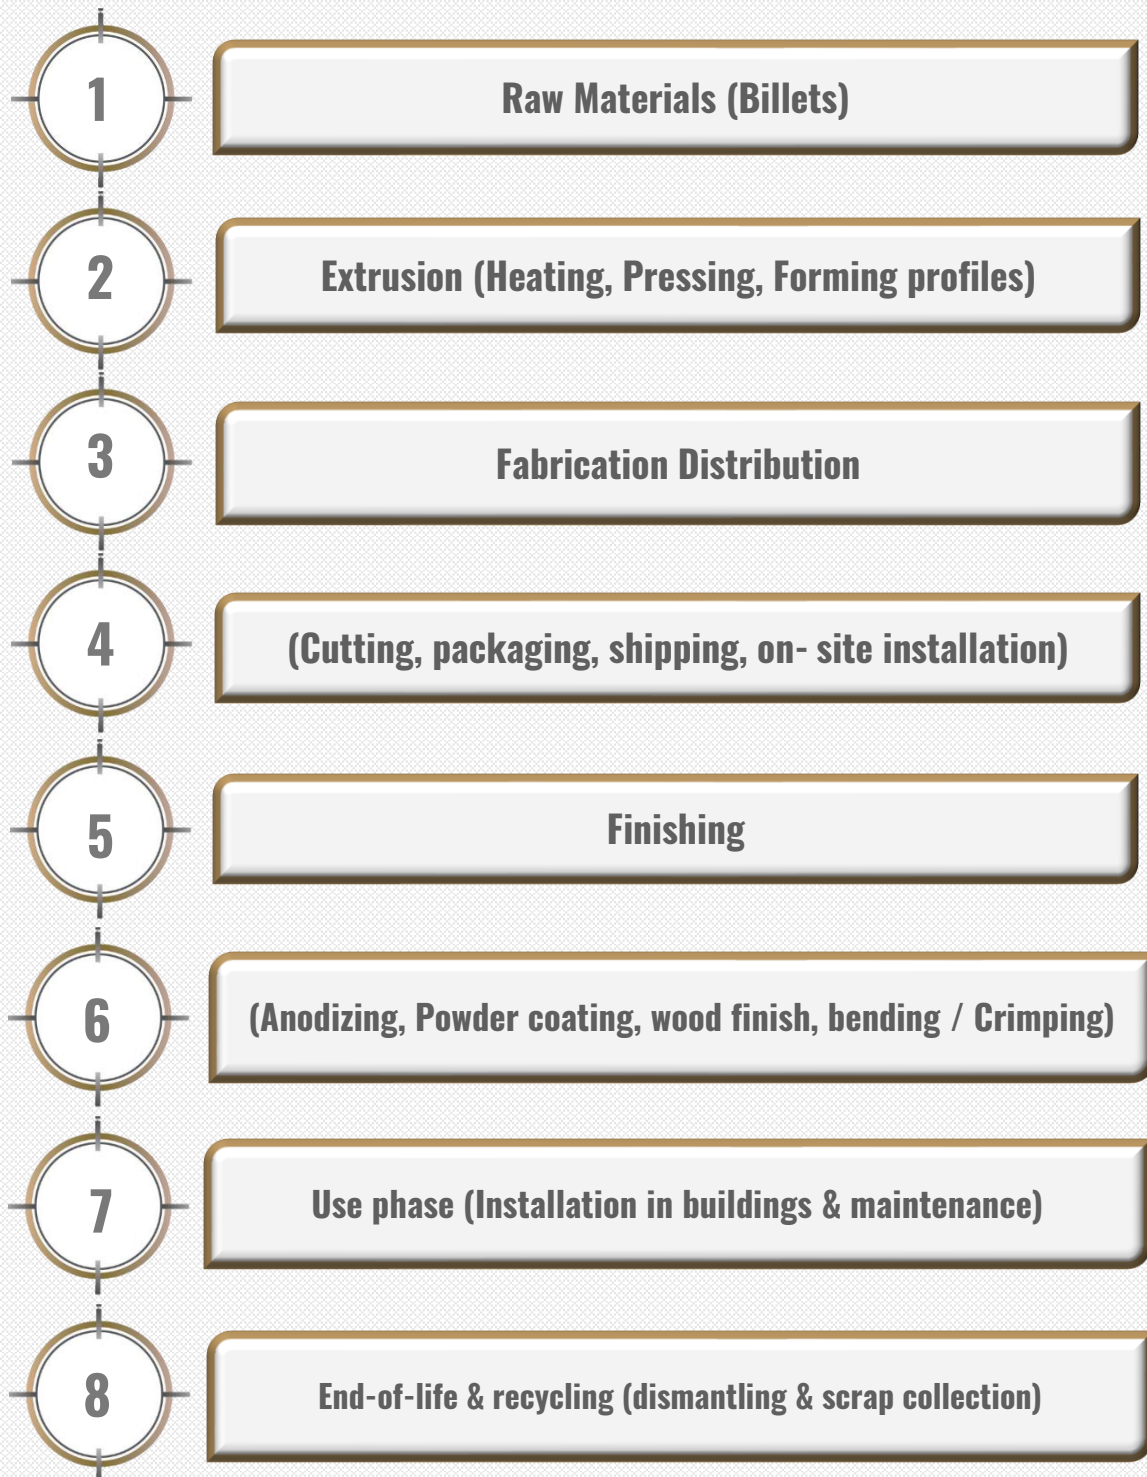 1
Raw Materials (Billets)
2
Extrusion (Heating, Pressing, Forming profiles)
3
Fabrication Distribution
4
(Cutting, packaging, shipping, on- site installation)
5
Finishing
6
(Anodizing, Powder coating, wood finish, bending / Crimping)
7
Use phase (Installation in buildings & maintenance)
8
End-of-life & recycling (dismantling & scrap collection)